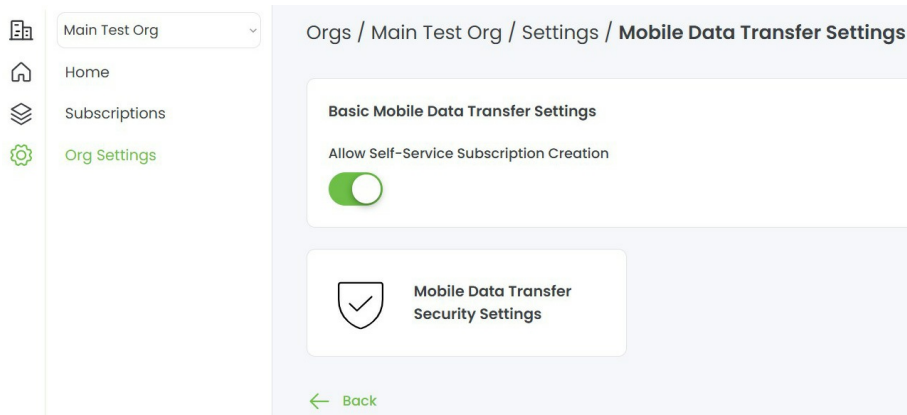 Main Test Org
Home
Subscriptions
Org Settings
Orgs / Main Test Org / Settings / Mobile Data Transfer Settings
Basic Mobile Data Transfer Settings
Allow Self-Service Subscription Creation
Mobile Data Transfer
Security Settings
Back